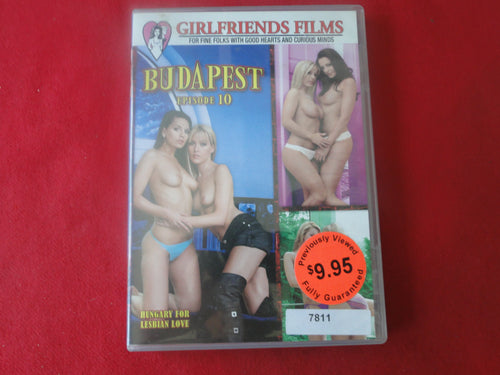 GIRLFRIENDS FILMS
FOR FINE FOLKS WITH GOOD HEARTS AND CURIOUS MINDS
BUDAPEST
EPISODE 10
HUNGARY FOR
LESBIAN LOVE
Previously Viewed
$9.95
Fully Guaranteed
7811